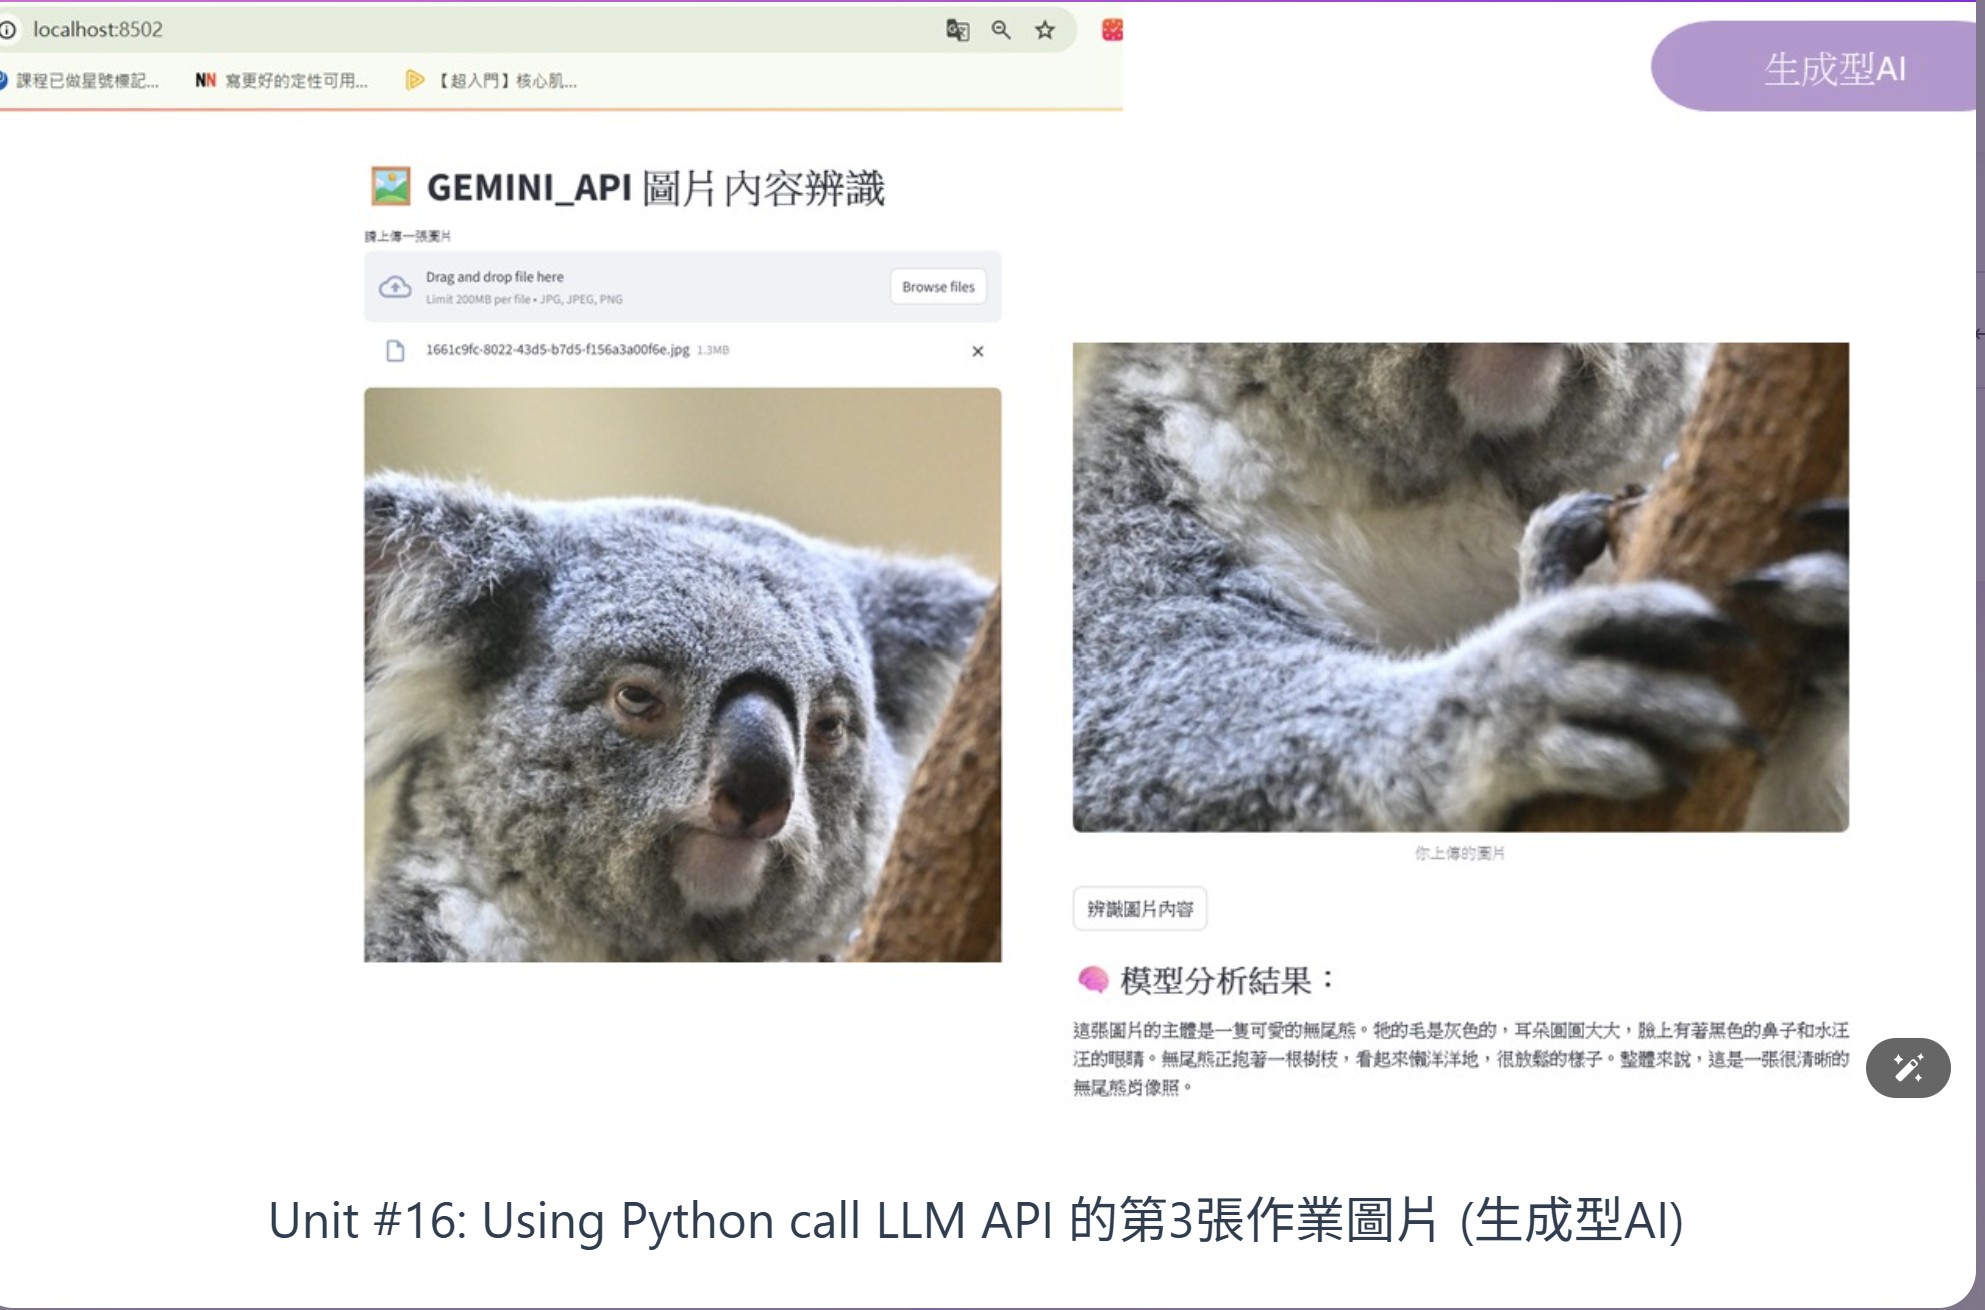 localhost:8502
課程已做星號標記...
NN 寫更好的定性可用...
【超入門】核心肌...
生成型AI
GEMINI_API 圖片內容辨識
請上傳一張圖片
Drag and drop file here
Limit 200MB per file • JPG, JPEG, PNG
Browse files
1661c9fc-8022-43d5-b7d5-f156a3a00f6e.jpg 1.3MB
你上傳的圖片
辨識圖片內容
模型分析結果：
這張圖片的主體是一隻可愛的無尾熊。牠的毛是灰色的，耳朵圓圓大大，臉上有著黑色的鼻子和水汪
汪的眼睛。無尾熊正抱著一根樹枝，看起來懶洋洋地，很放鬆的樣子。整體來說，這是一張很清晰的
無尾熊肖像照。
Unit #16: Using Python call LLM API 的第3張作業圖片 (生成型AI)